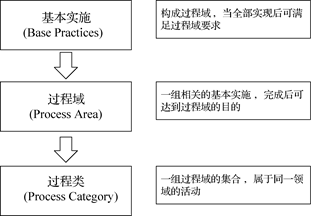 基本实施
(Base Practices)
构成过程域，当全部实现后可满
足过程域要求
过程域
(Process Area)
一组相关的基本实施，完成后可
达到过程域的目的
过程类
(Process Category)
一组过程域的集合，属于同一领
域的活动